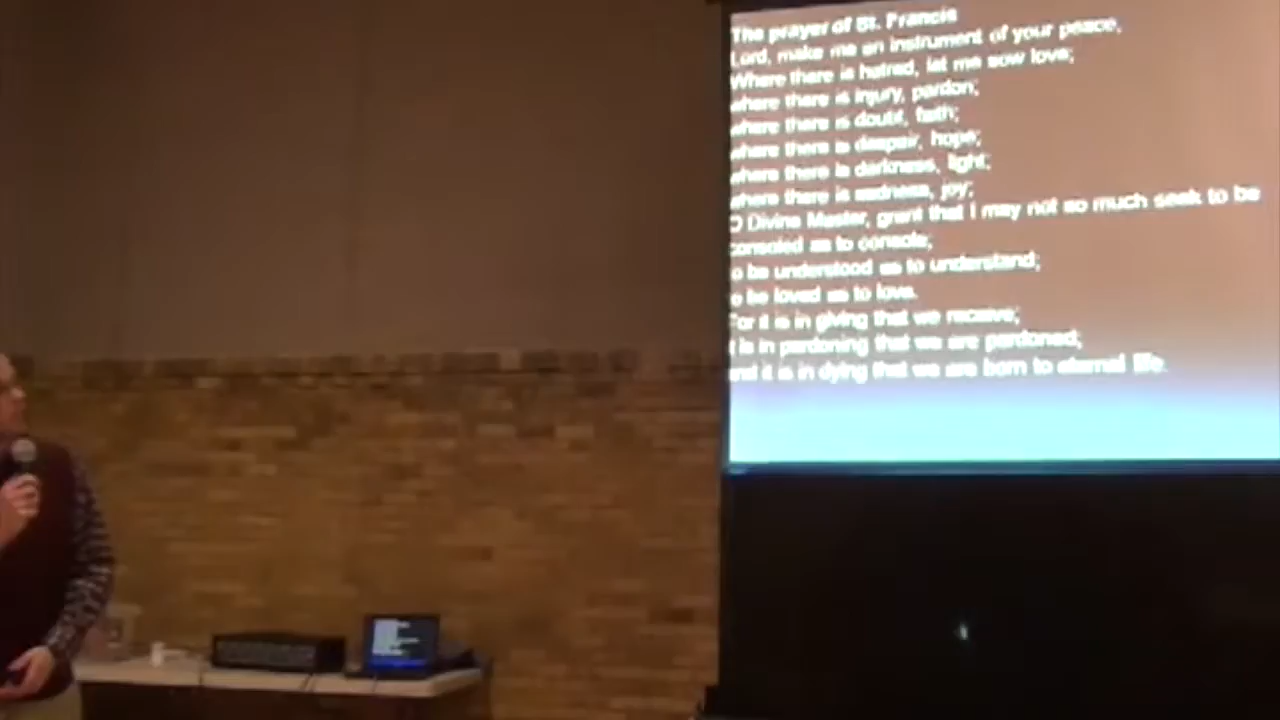 The prayer of St. Francis
Lord, make me an instrument of your peace,
Where there is hatred, let me sow love;
where there is injury, pardon;
where there is doubt, faith;
where there is despair, hope;
where there is darkness, light;
where there is sadness, joy;
O Divine Master, grant that I may not so much seek to be
consoled as to console;
o be understood as to understand;
o be loved as to love.
For it is in giving that we receive;
t is in pardoning that we are pardoned;
and it is in dying that we are born to eternal life.